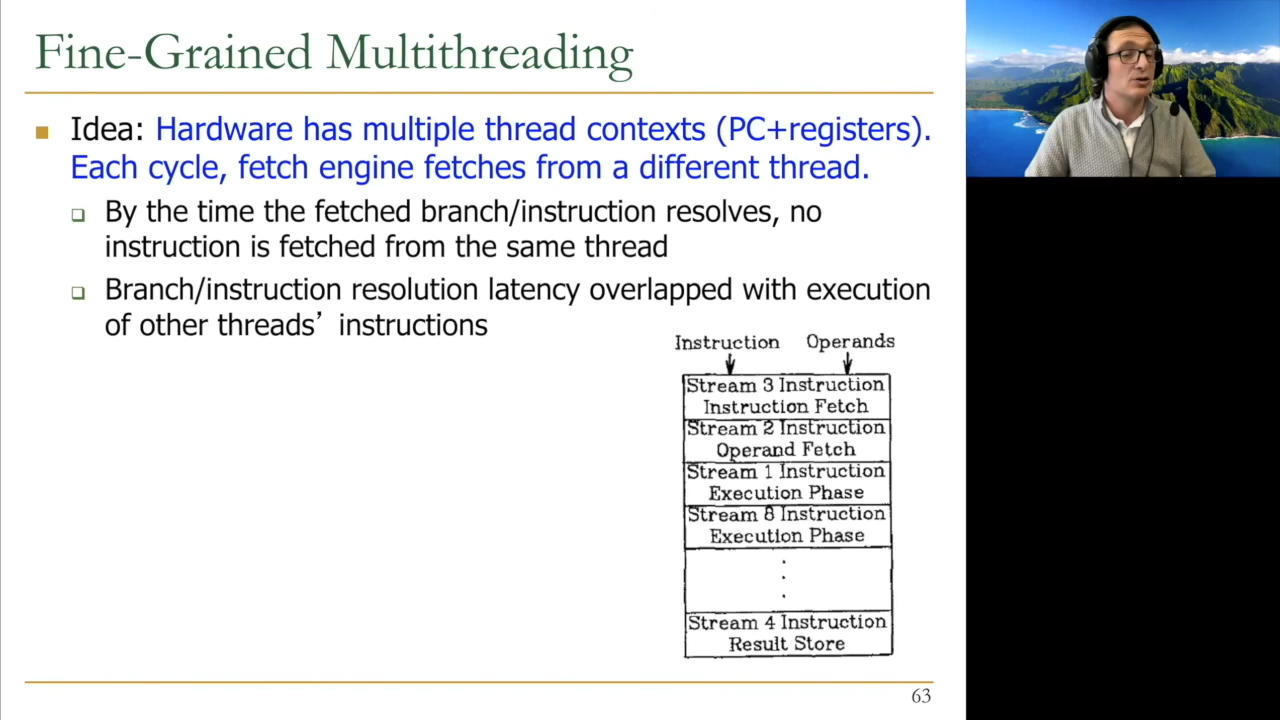 Fine-Grained Multithreading
Idea: Hardware has multiple thread contexts (PC+registers).
Each cycle, fetch engine fetches from a different thread.
By the time the fetched branch/instruction resolves, no
instruction is fetched from the same thread
Branch/instruction resolution latency overlapped with execution
of other threads’ instructions
Instruction Operands
Stream 3 Instruction
Instruction Fetch
Stream 2 Instruction
Operand Fetch
Stream 1 Instruction
Execution Phase
Stream 8 Instruction
Execution Phase
Stream 4 Instruction
Result Store
63